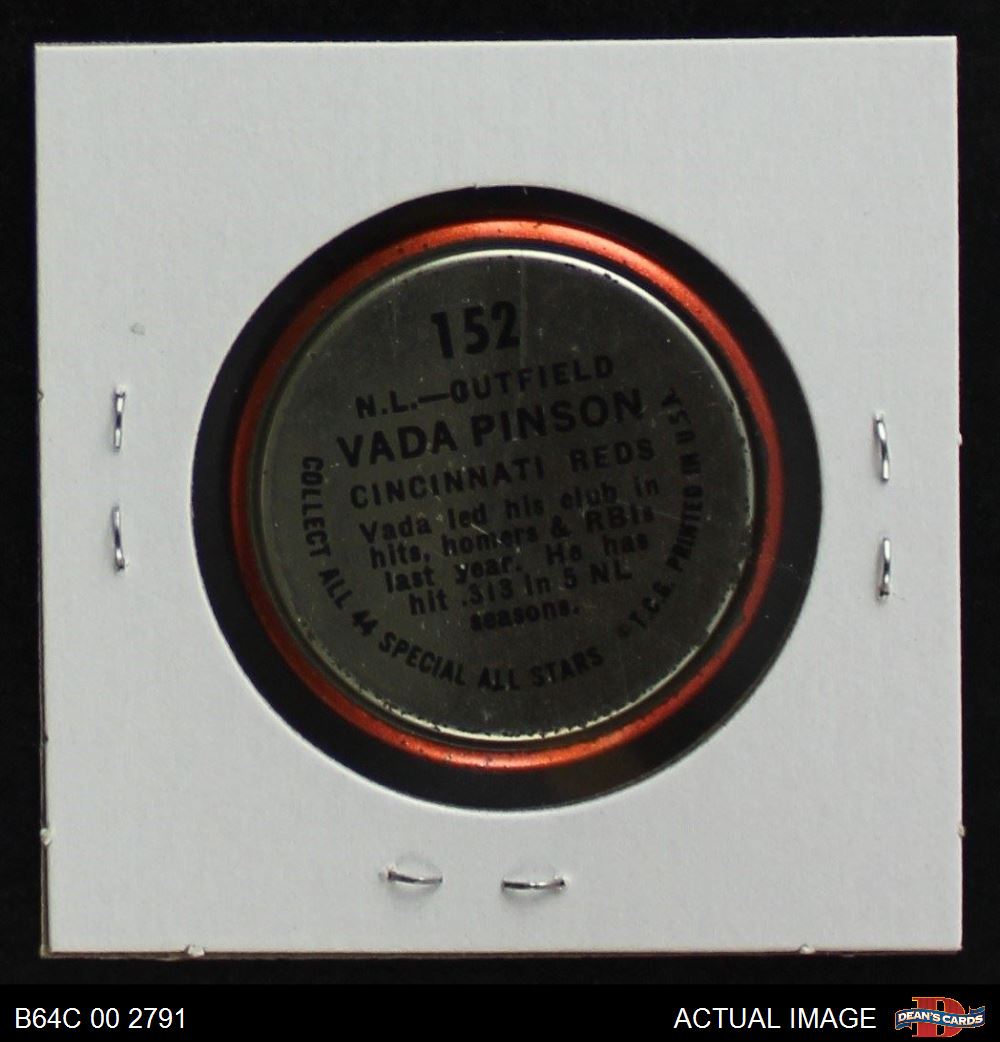 152
N.L.—OUTFIELD
VADA PINSON
CINCINNATI REDS
Vada led his club in
hits, homers & RBIs
last year. He has
hit .313 in 5 NL
seasons.
COLLECT ALL 44 SPECIAL ALL STARS
©T.C.G. PRINTED IN USA
B64C 00 2791
ACTUAL IMAGE
D
DEAN'S CARDS